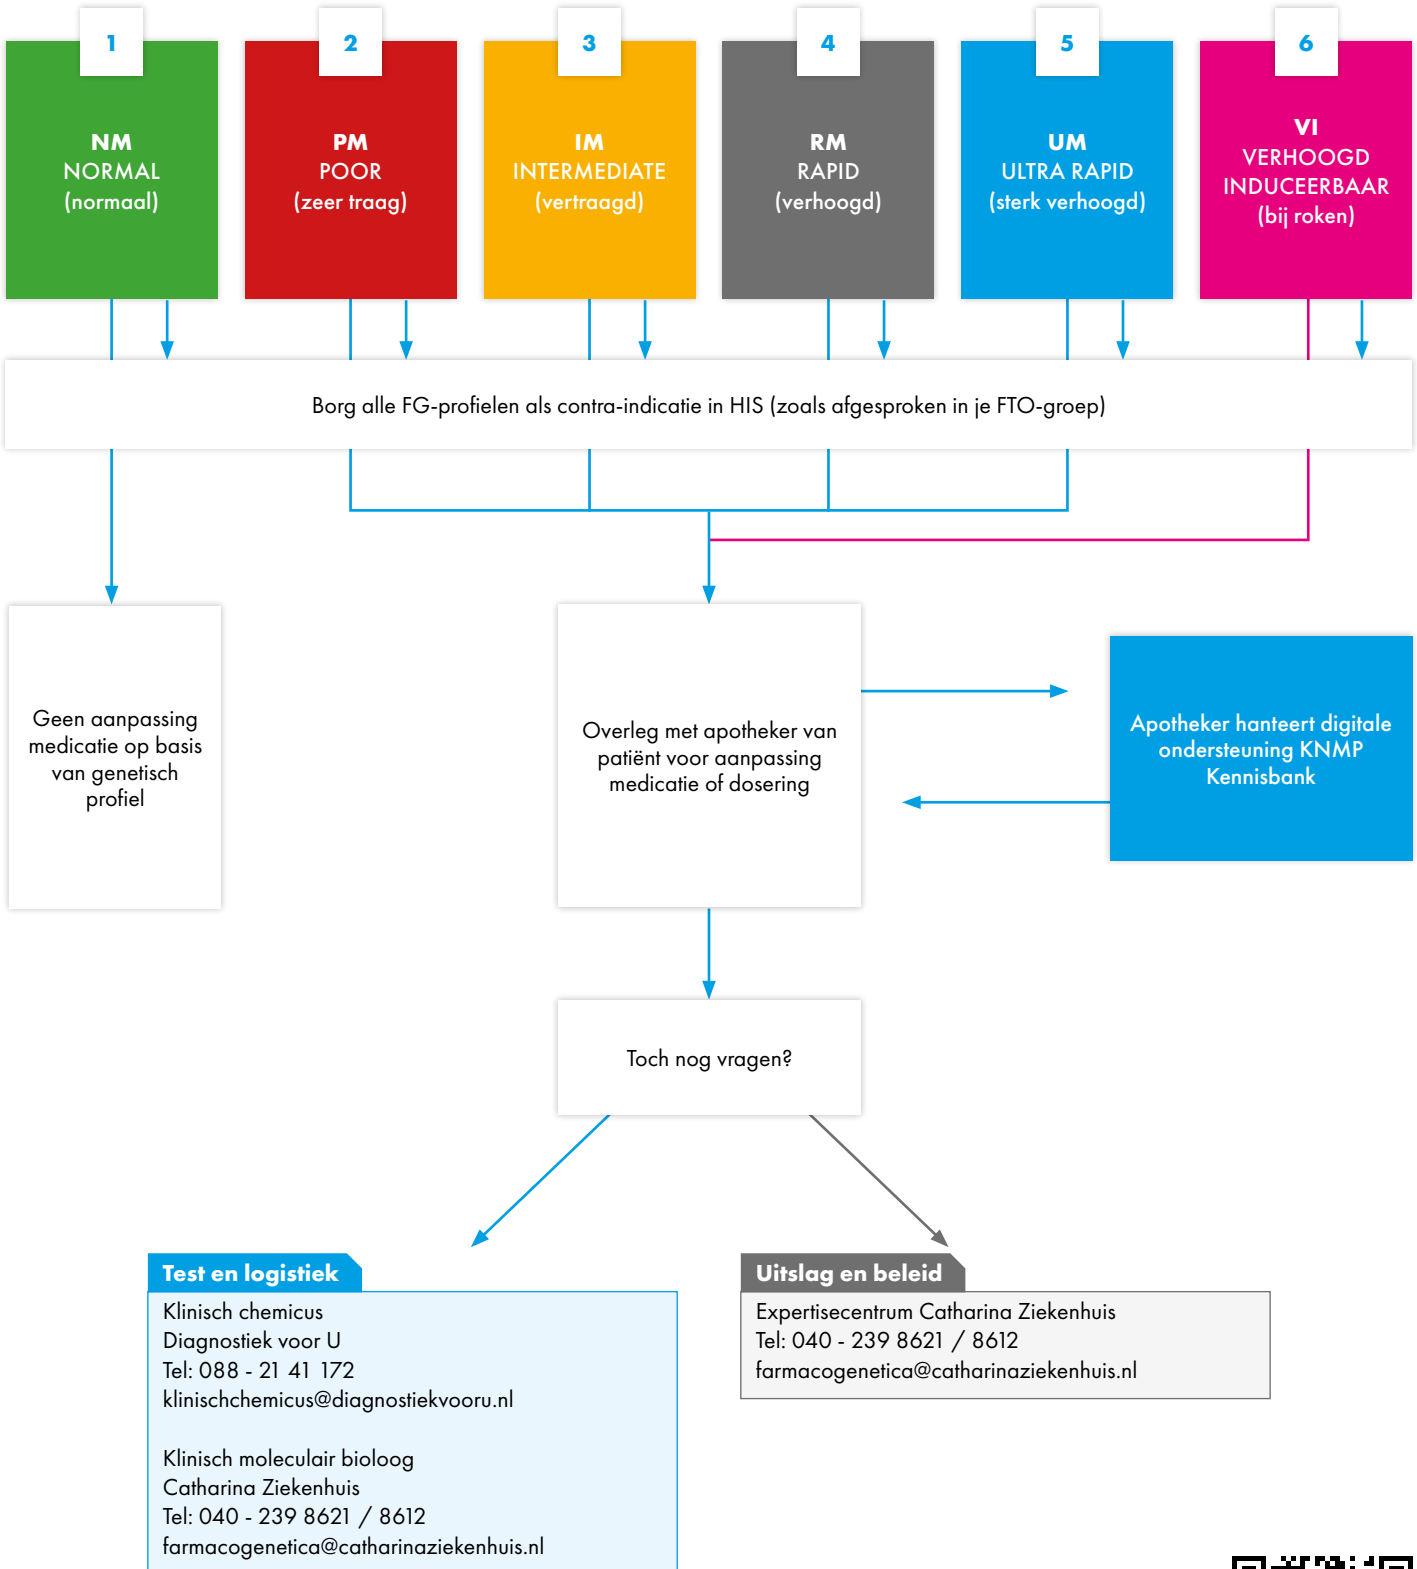 1
NM
NORMAL
(normaal)
2
PM
POOR
(zeer traag)
3
IM
INTERMEDIATE
(vertraagd)
4
RM
RAPID
(verhoogd)
5
UM
ULTRA RAPID
(sterk verhoogd)
6
VI
VERHOOGD
INDUCEERBAAR
(bij roken)
Borg alle FG-profielen als contra-indicatie in HIS (zoals afgesproken in je FTO-groep)
Geen aanpassing
medicatie op basis
van genetisch
profiel
Overleg met apotheker van
patiënt voor aanpassing
medicatie of dosering
Apotheker hanteert digitale
ondersteuning KNMP
Kennisbank
Toch nog vragen?
Test en logistiek
Klinisch chemicus
Diagnostiek voor U
Tel: 088 - 21 41 172
klinischchemicus@diagnostiekvooru.nl
Klinisch moleculair bioloog
Catharina Ziekenhuis
Tel: 040 - 239 8621 / 8612
farmacogenetica@catharinaziekenhuis.nl
Uitslag en beleid
Expertisecentrum Catharina Ziekenhuis
Tel: 040 - 239 8621 / 8612
farmacogenetica@catharinaziekenhuis.nl